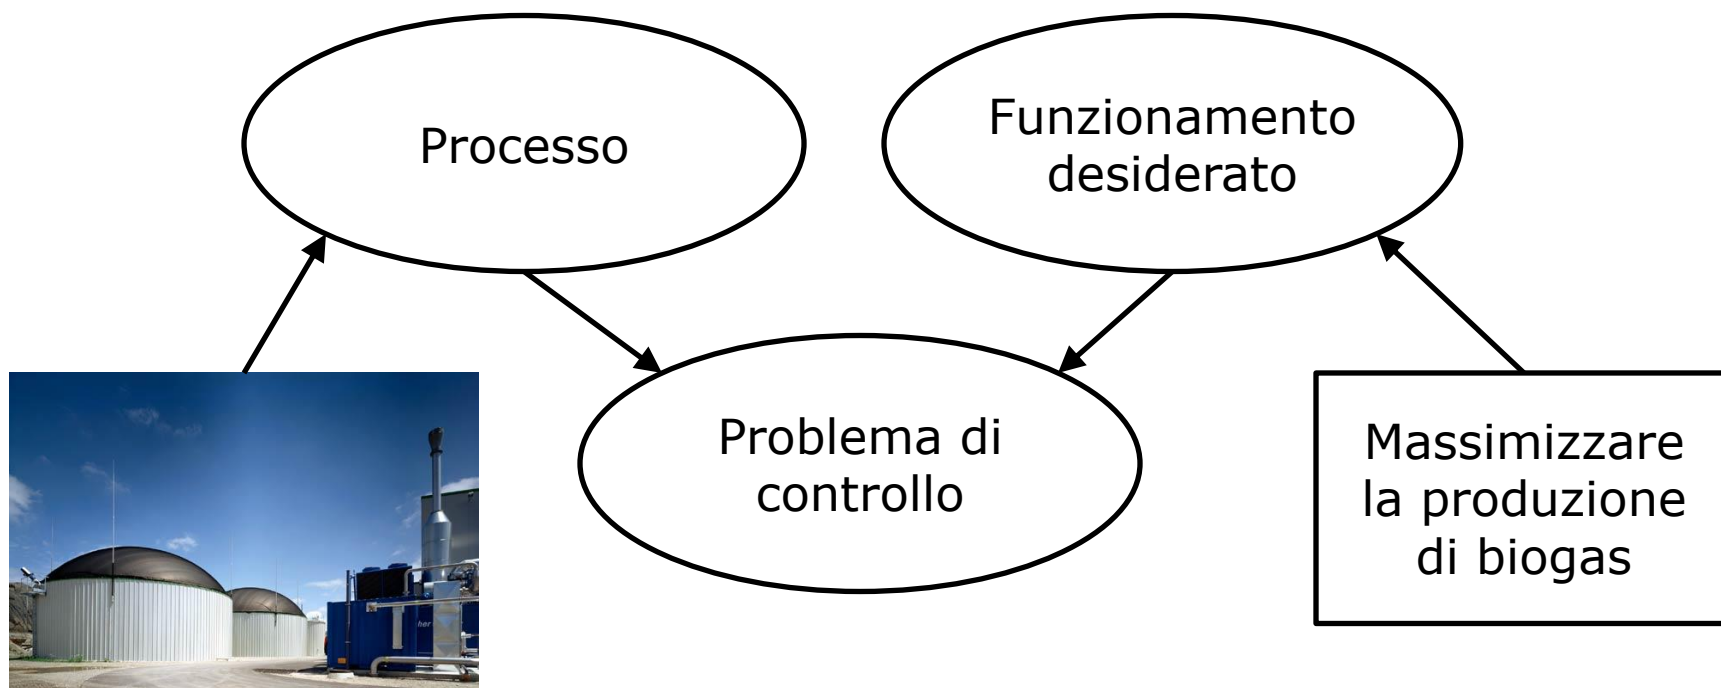 Processo
Funzionamento
desiderato
Problema di
controllo
Massimizzare
la produzione
di biogas